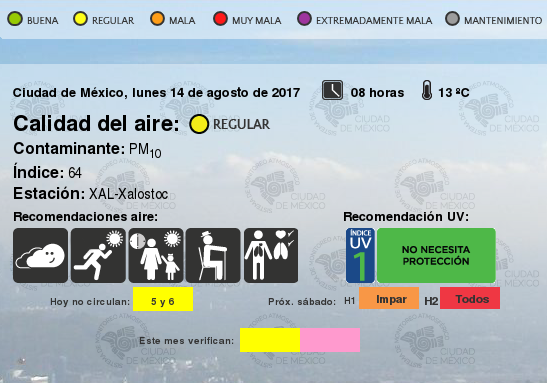 BUENA REGULAR MALA MUY MALA EXTREMADAMENTE MALA MANTENIMIENTO
Ciudad de México, lunes 14 de agosto de 2017 08 horas 13 ºC
Calidad del aire: REGULAR
Contaminante: PM10
Índice: 64
Estación: XAL-Xalostoc
Recomendaciones aire: Recomendación UV:
ÍNDICE
UV
1
NO NECESITA
PROTECCIÓN
Hoy no circulan: 5 y 6 Próx. sábado: H1 Impar H2 Todos
Este mes verifican:
CIUDAD
DE MÉXICO